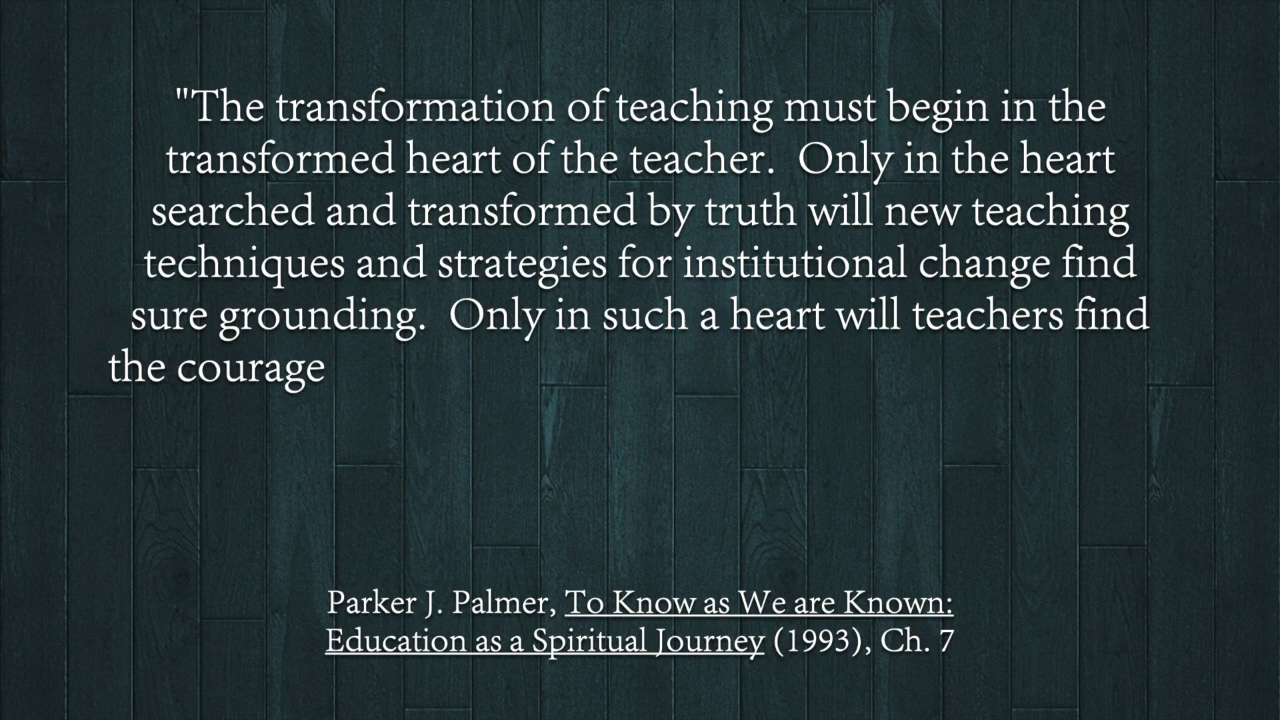 "The transformation of teaching must begin in the
transformed heart of the teacher.  Only in the heart
searched and transformed by truth will new teaching
techniques and strategies for institutional change find
sure grounding.  Only in such a heart will teachers find
the courage
Parker J. Palmer, To Know as We are Known:
Education as a Spiritual Journey (1993), Ch. 7